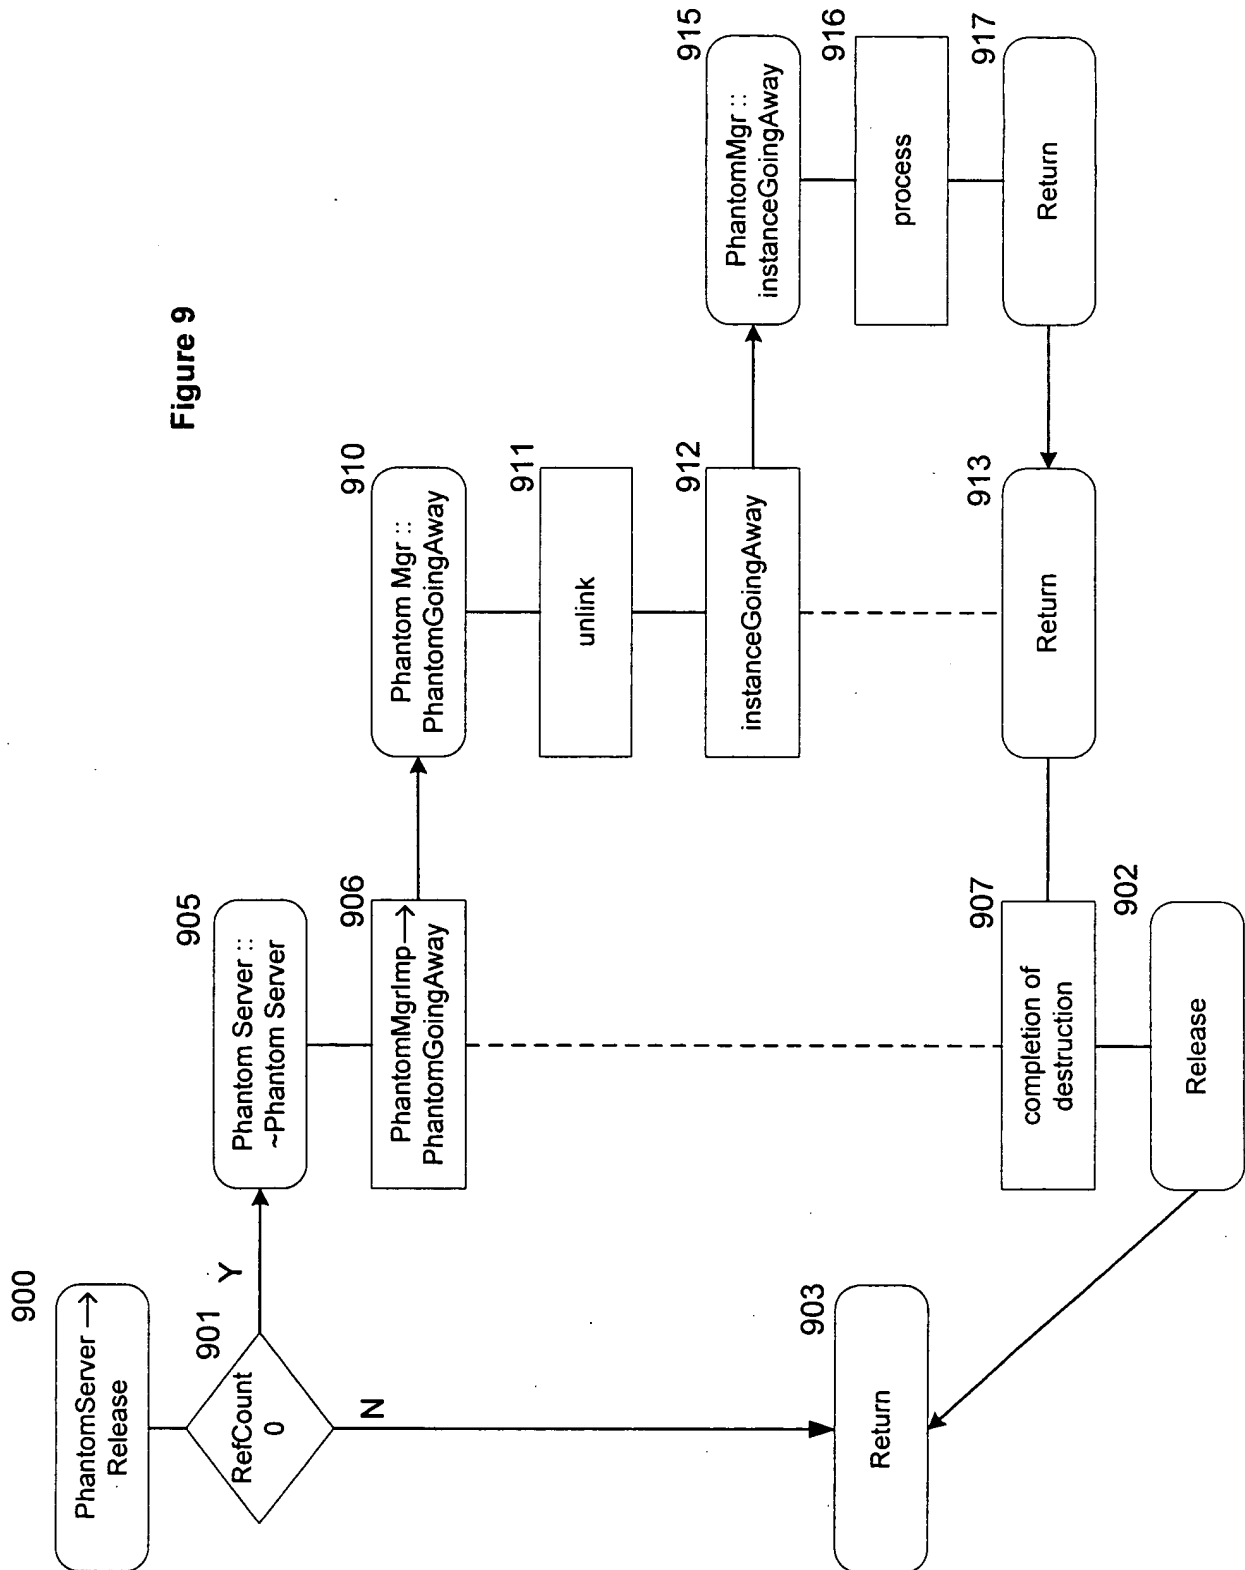 Figure 9
900
PhantomServer →
Release
901
RefCount
0
Y
N
903
Return
905
Phantom Server ::
~Phantom Server
906
PhantomMgrImp→
PhantomGoingAway
907
completion of
destruction
902
Release
910
Phantom Mgr ::
PhantomGoingAway
911
unlink
912
instanceGoingAway
913
Return
915
PhantomMgr ::
instanceGoingAway
916
process
917
Return